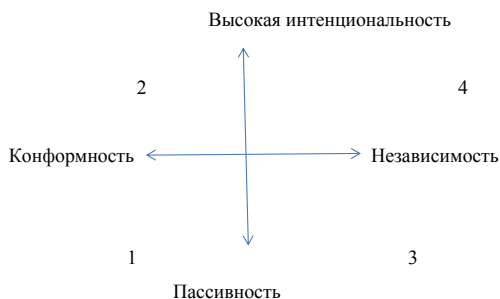 Высокая интенциональность
2
4
Конформность
Независимость
1
3
Пассивность